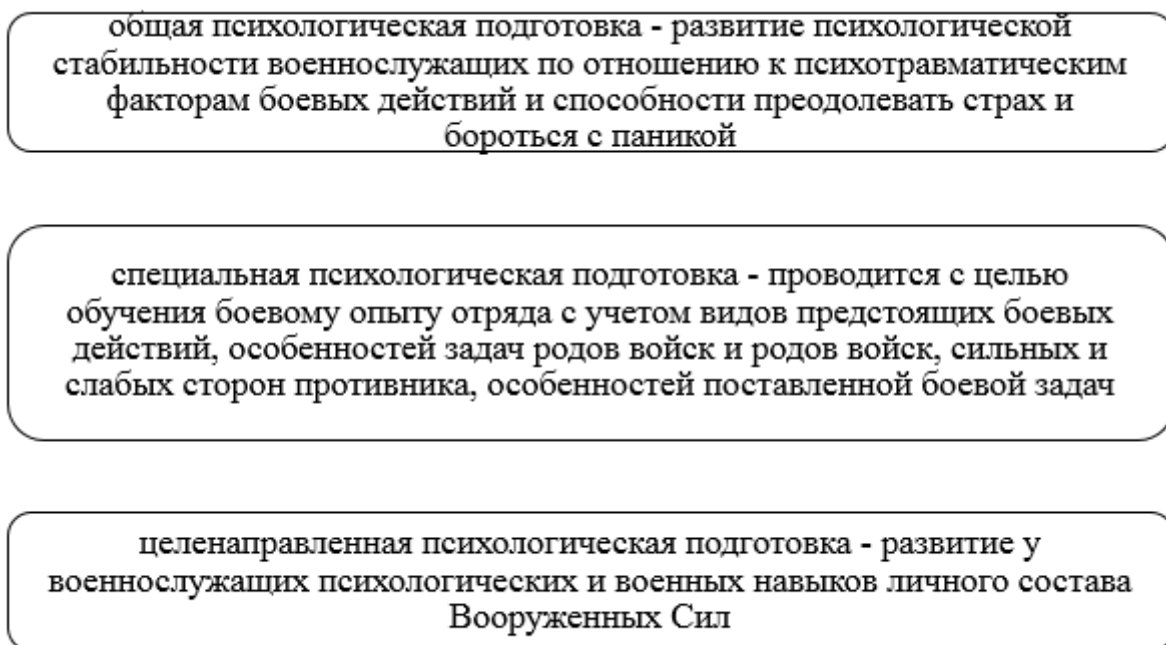 общая психологическая подготовка - развитие психологической
стабильности военнослужащих по отношению к психотравматическим
факторам боевых действий и способности преодолевать страх и
бороться с паникой
специальная психологическая подготовка - проводится с целью
обучения боевому опыту отряда с учетом видов предстоящих боевых
действий, особенностей задач родов войск и родов войск, сильных и
слабых сторон противника, особенностей поставленной боевой задач
целенаправленная психологическая подготовка - развитие у
военнослужащих психологических и военных навыков личного состава
Вооруженных Сил